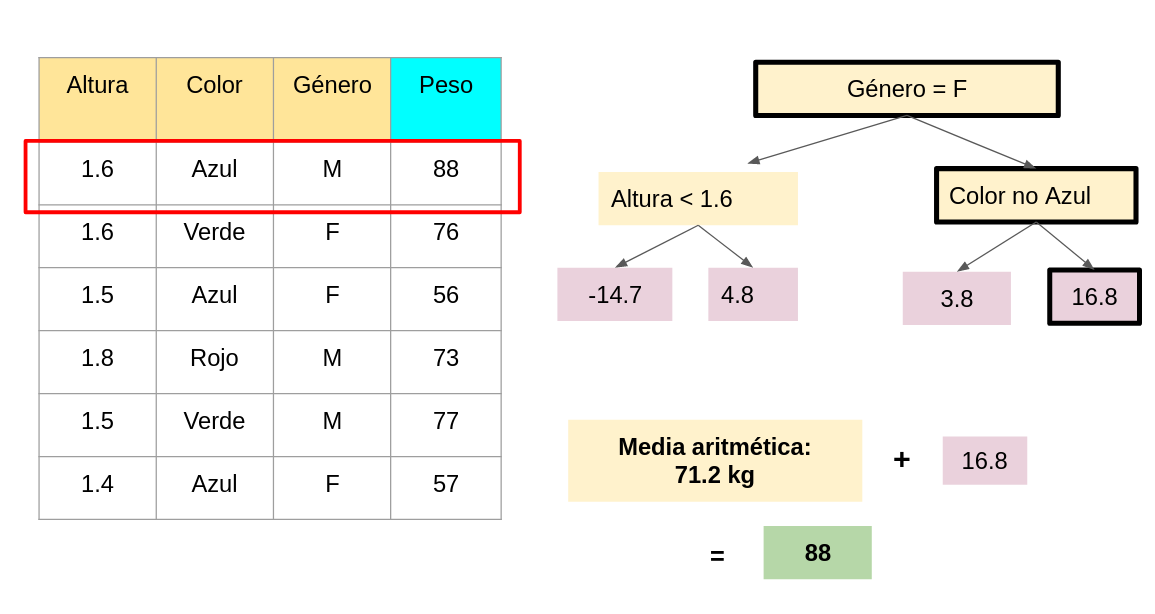 Altura Color Género Peso
1.6 Azul M 88
1.6 Verde F 76
1.5 Azul F 56
1.8 Rojo M 73
1.5 Verde M 77
1.4 Azul F 57
Género = F
Altura < 1.6
Color no Azul
-14.7
4.8
3.8
16.8
Media aritmética:
71.2 kg
+
16.8
=
88